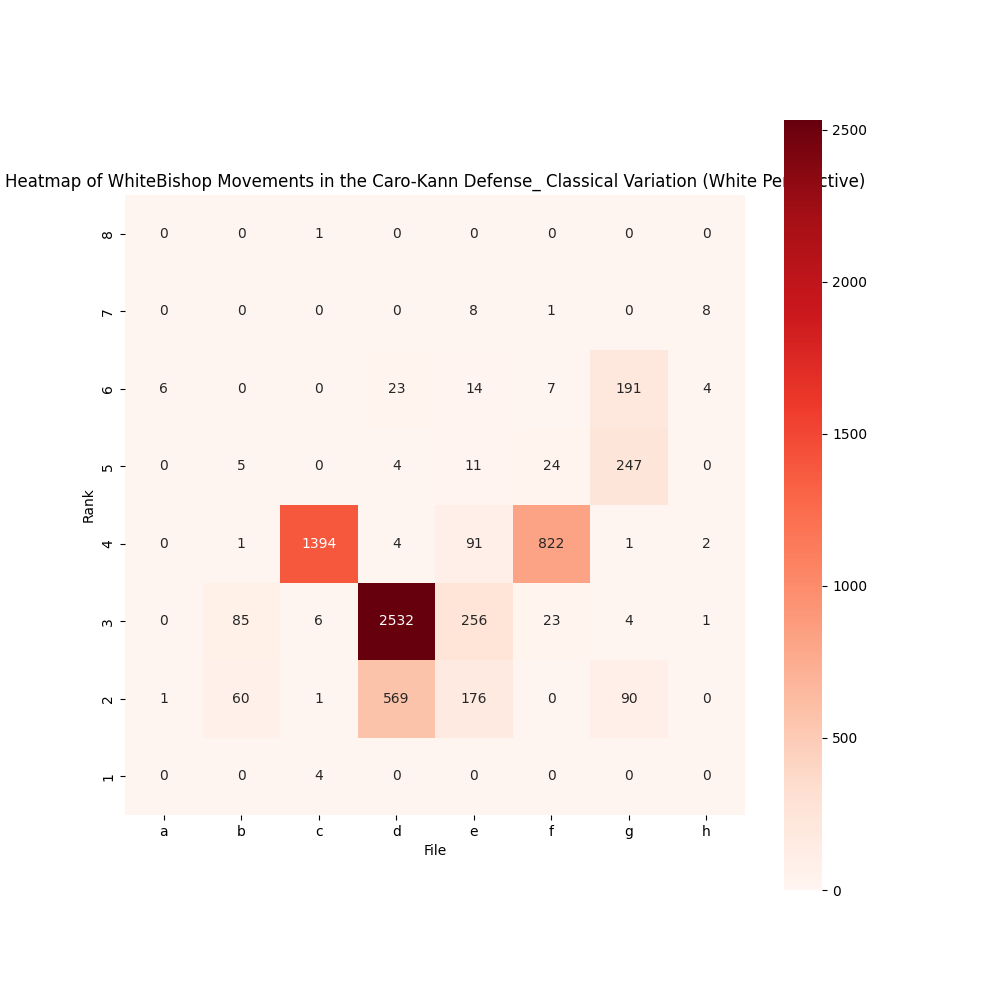 Heatmap of WhiteBishop Movements in the Caro-Kann Defense_ Classical Variation (White Pe ctive)
8 0 0 1 0 0 0 0 0
7 0 0 0 0 8 1 0 8
6 6 0 0 23 14 7 191 4
5 0 5 0 4 11 24 247 0
4 0 1 1394 4 91 822 1 2
3 0 85 6 2532 256 23 4 1
2 1 60 1 569 176 0 90 0
1 0 0 4 0 0 0 0 0
a b c d e f g h
File
Rank
2500
2000
1500
1000
500
0